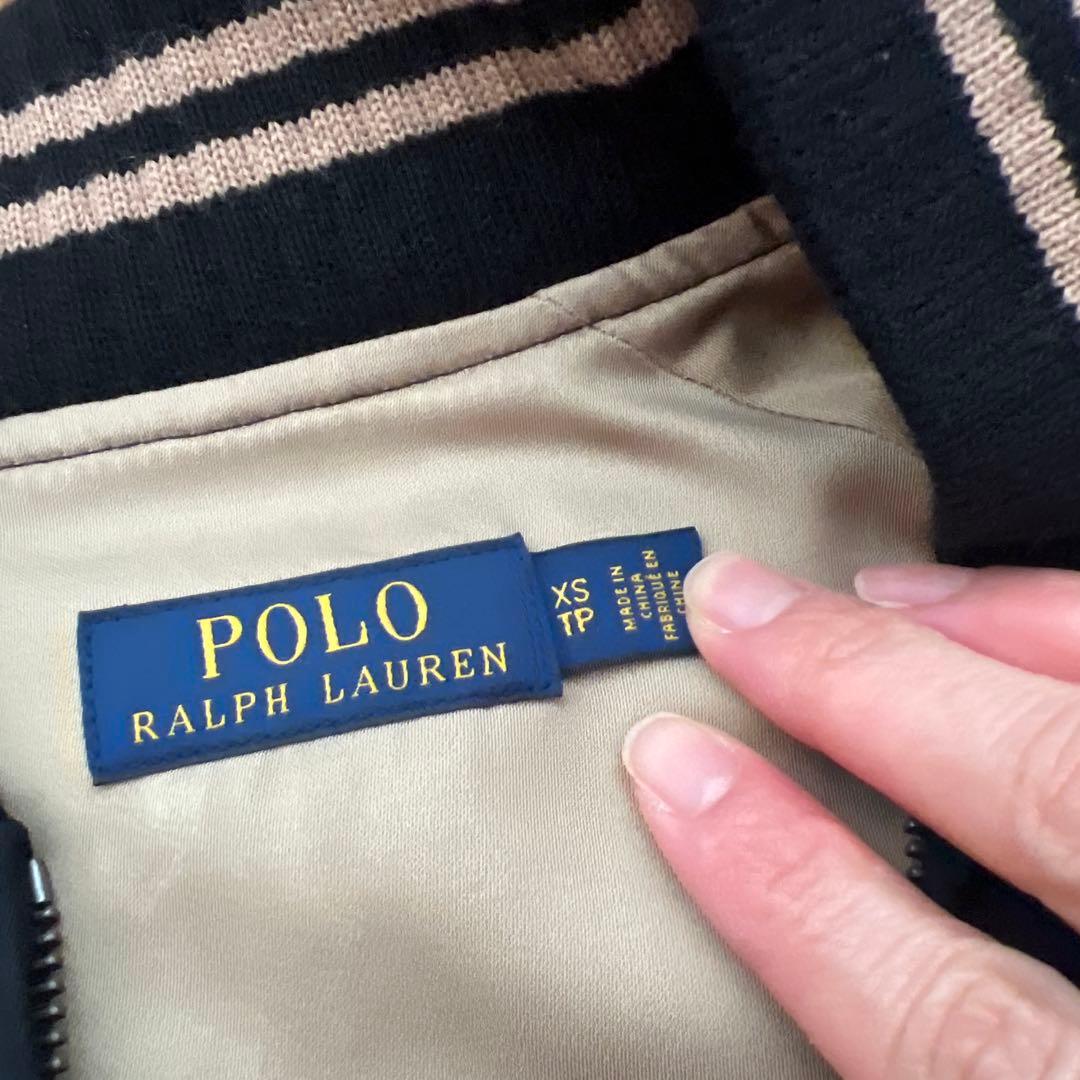 POLO
RALPH LAUREN
XS
TP
MADE IN
CHINA
FABRIQUÉ EN
CHINE